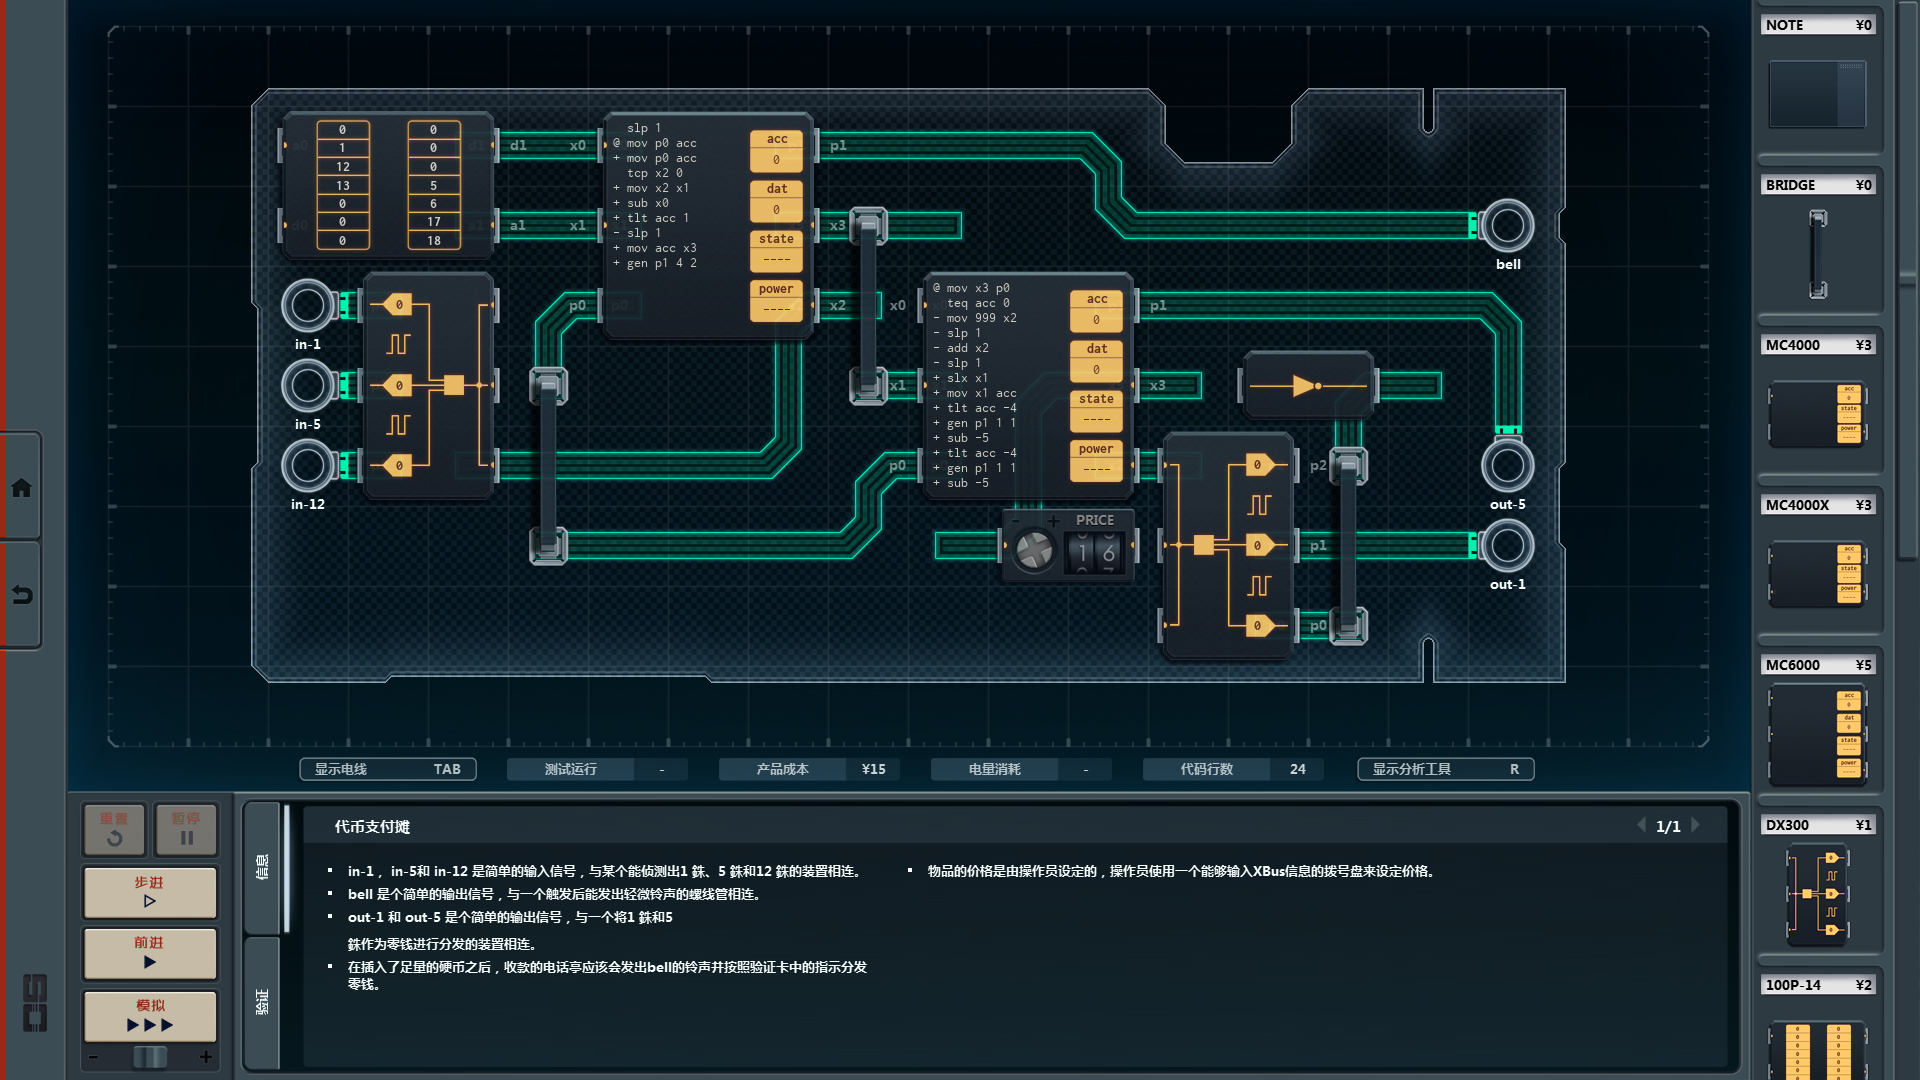 NOTE ¥0
BRIDGE ¥0
MC4000 ¥3
MC4000X ¥3
MC6000 ¥5
DX300 ¥1
100P-14 ¥2
0 0
1 0
12 0
13 5
0 6
0 17
0 18
d1 x0
a1 x1
slp 1
@ mov p0 acc
+ mov p0 acc
tcp x2 0
+ mov x2 x1
+ sub x0
+ tlt acc 1
- slp 1
+ mov acc x3
+ gen p1 4 2
acc
0
dat
0
state
----
power
----
p1
x3
x2
p0
bell
in-1
in-5
in-12
0
0
0
x0
x1
p0
@ mov x3 p0
teq acc 0
- mov 999 x2
- slp 1
- add x2
- slp 1
+ slx x1
+ mov x1 acc
+ tlt acc -4
+ gen p1 1 1
+ sub -5
+ tlt acc -4
+ gen p1 1 1
+ sub -5
acc
0
dat
0
state
----
power
----
p1
x3
- + PRICE
1 6
0
0
0
p2
p1
p0
out-5
out-1
显示电线 TAB
测试运行 -
产品成本 ¥15
电量消耗 -
代码行数 24
显示分析工具 R
重置
暂停
步进
前进
模拟
- +
信息
验证
代币支付摊
1/1
▪ in-1 ，in-5和 in-12 是简单的输入信号，与某个能侦测出1 銖、5 銖和12 銖的装置相连。
▪ bell 是个简单的输出信号，与一个触发后能发出轻微铃声的螺线管相连。
▪ out-1 和 out-5 是个简单的输出信号，与一个将1 銖和5
銖作为零钱进行分发的装置相连。
▪ 在插入了足量的硬币之后，收款的电话亭应该会发出bell的铃声并按照验证卡中的指示分发
零钱。
▪ 物品的价格是由操作员设定的，操作员使用一个能够输入XBus信息的拨号盘来设定价格。